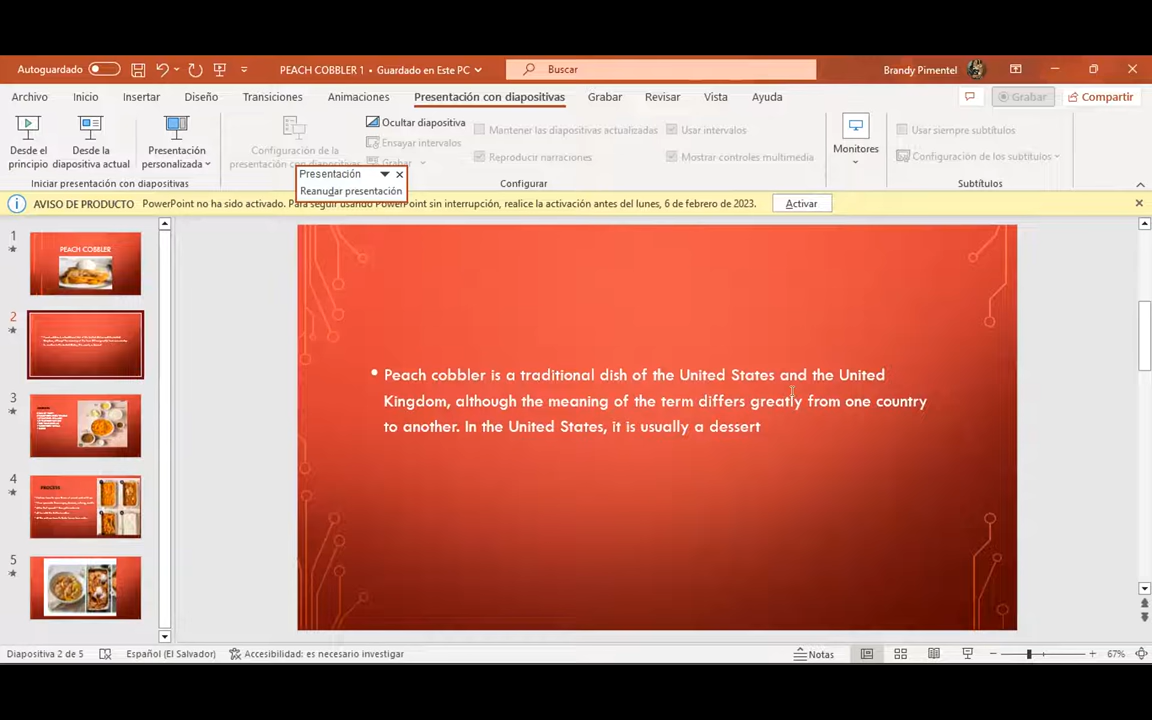 Autoguardado
PEACH COBBLER 1 • Guardado en Este PC
Buscar
Brandy Pimentel
Archivo Inicio Insertar Diseño Transiciones Animaciones Presentación con diapositivas Grabar Revisar Vista Ayuda
Grabar
Compartir
Desde el principio
Desde la diapositiva actual
Presentación personalizada
Iniciar presentación con diapositivas
Configuración de la presentación con diapositivas
Ocultar diapositiva
Ensayar intervalos
Grabar
Mantener las diapositivas actualizadas
Reproducir narraciones
Usar intervalos
Mostrar controles multimedia
Configurar
Monitores
Usar siempre subtítulos
Configuración de los subtítulos
Subtítulos
Presentación
Reanudar presentación
AVISO DE PRODUCTO PowerPoint no ha sido activado. Para seguir usando PowerPoint sin interrupción, realice la activación antes del lunes, 6 de febrero de 2023.
Activar
1
PEACH COBBLER
2
3
4
PROCESS
5
• Peach cobbler is a traditional dish of the United States and the United
Kingdom, although the meaning of the term differs greatly from one country
to another. In the United States, it is usually a dessert
Diapositiva 2 de 5
Español (El Salvador)
Accesibilidad: es necesario investigar
Notas
67%